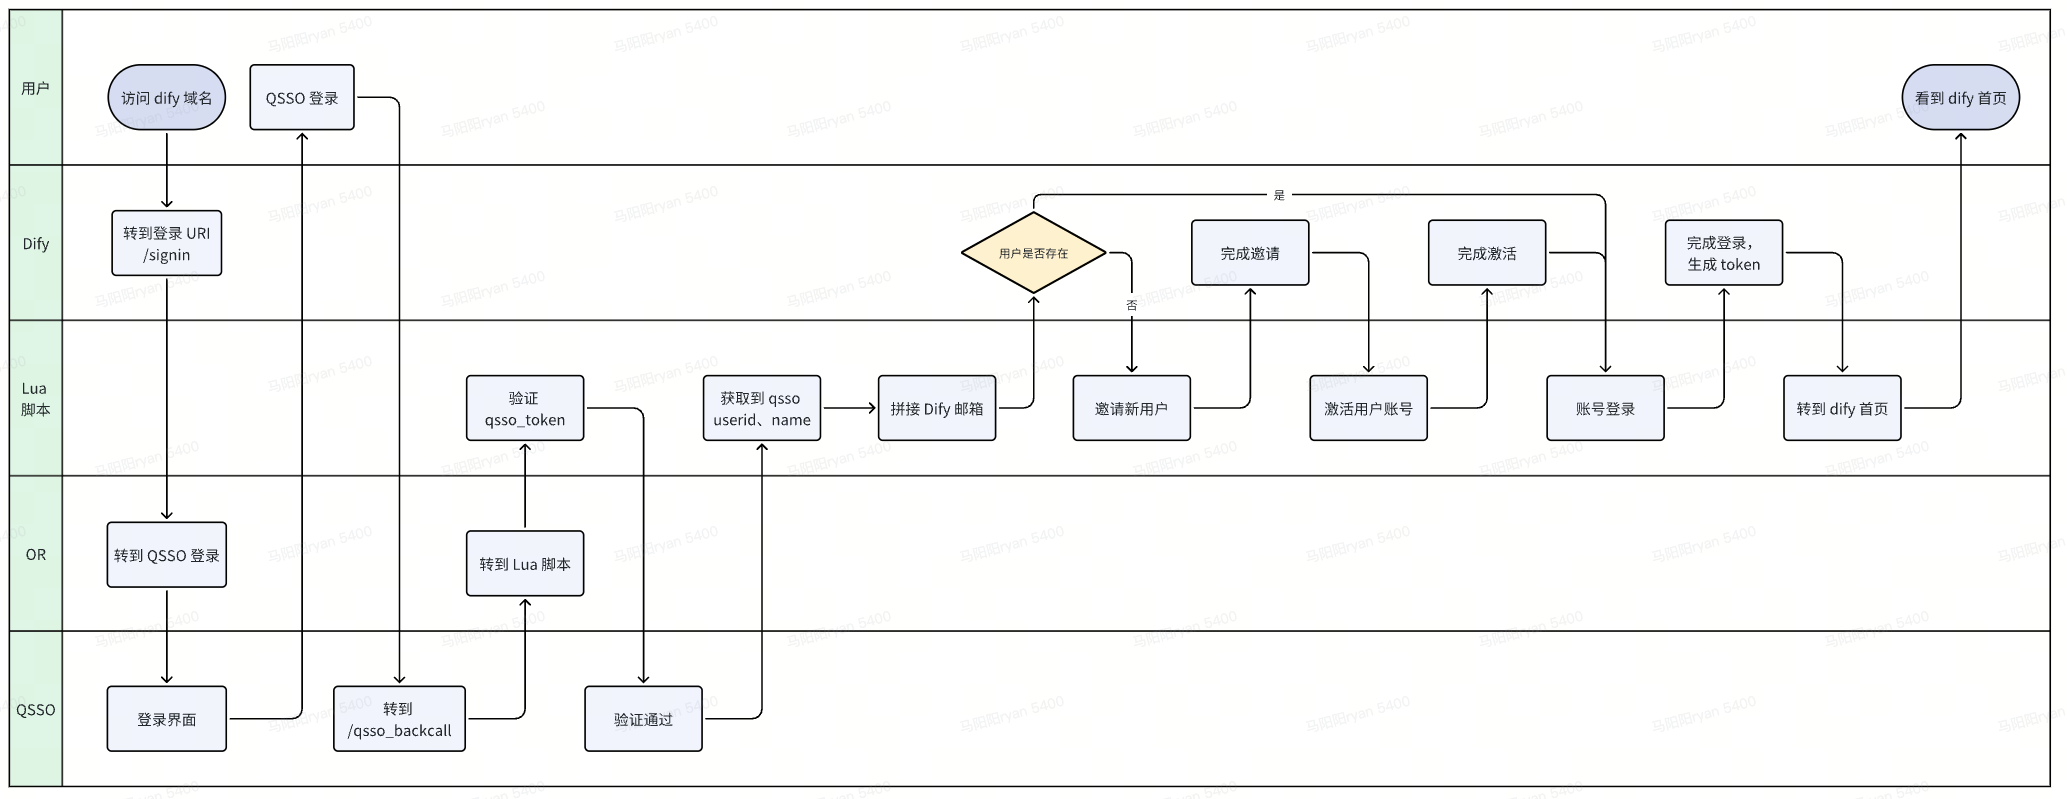 用户
访问 dify 域名
QSSO 登录
看到 dify 首页
Dify
转到登录 URI
/signin
用户是否存在
是
否
完成邀请
完成激活
完成登录，
生成 token
Lua
脚本
验证
qsso_token
获取到 qsso
userid、name
拼接 Dify 邮箱
邀请新用户
激活用户账号
账号登录
转到 dify 首页
OR
转到 QSSO 登录
转到 Lua 脚本
QSSO
登录界面
转到
/qsso_backcall
验证通过
马阳阳ryan 5400